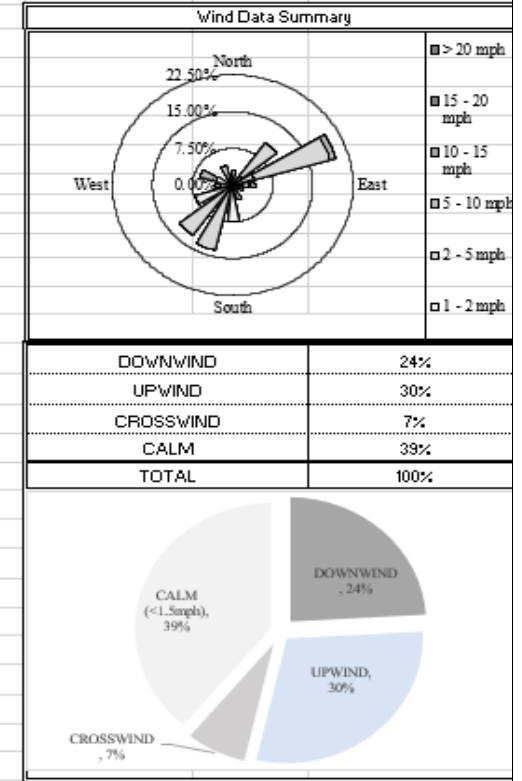 Wind Data Summary
North
22.50%
15.00%
7.50%
0.00%
West
East
South
> 20 mph
15 - 20
mph
10 - 15
mph
5 - 10 mph
2 - 5 mph
1 - 2 mph
DOWNWIND 24%
UPWIND 30%
CROSSWIND 7%
CALM 39%
TOTAL 100%
DOWNWIND
, 24%
CALM
(<1.5mph),
39%
UPWIND,
30%
CROSSWIND
, 7%